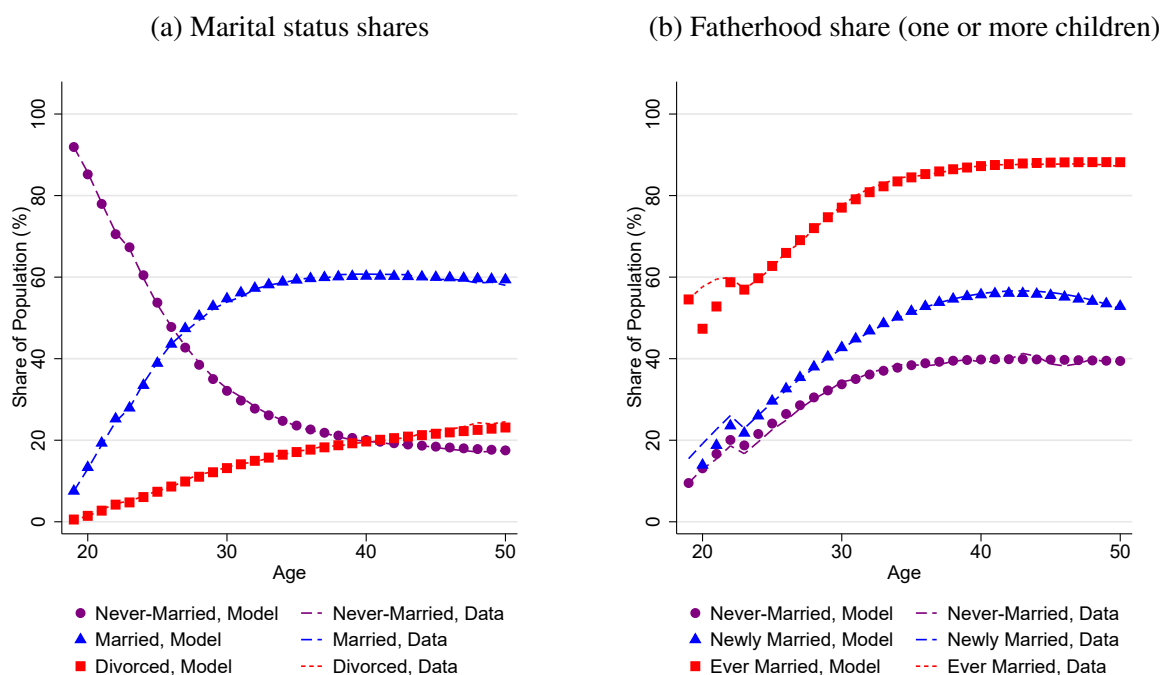 (a) Marital status shares
Share of Population (%)
100
80
60
40
20
0
20 30 40 50
Age
Never-Married, Model Never-Married, Data
Married, Model Married, Data
Divorced, Model Divorced, Data
(b) Fatherhood share (one or more children)
Share of Population (%)
100
80
60
40
20
0
20 30 40 50
Age
Never-Married, Model Never-Married, Data
Newly Married, Model Newly Married, Data
Ever Married, Model Ever Married, Data